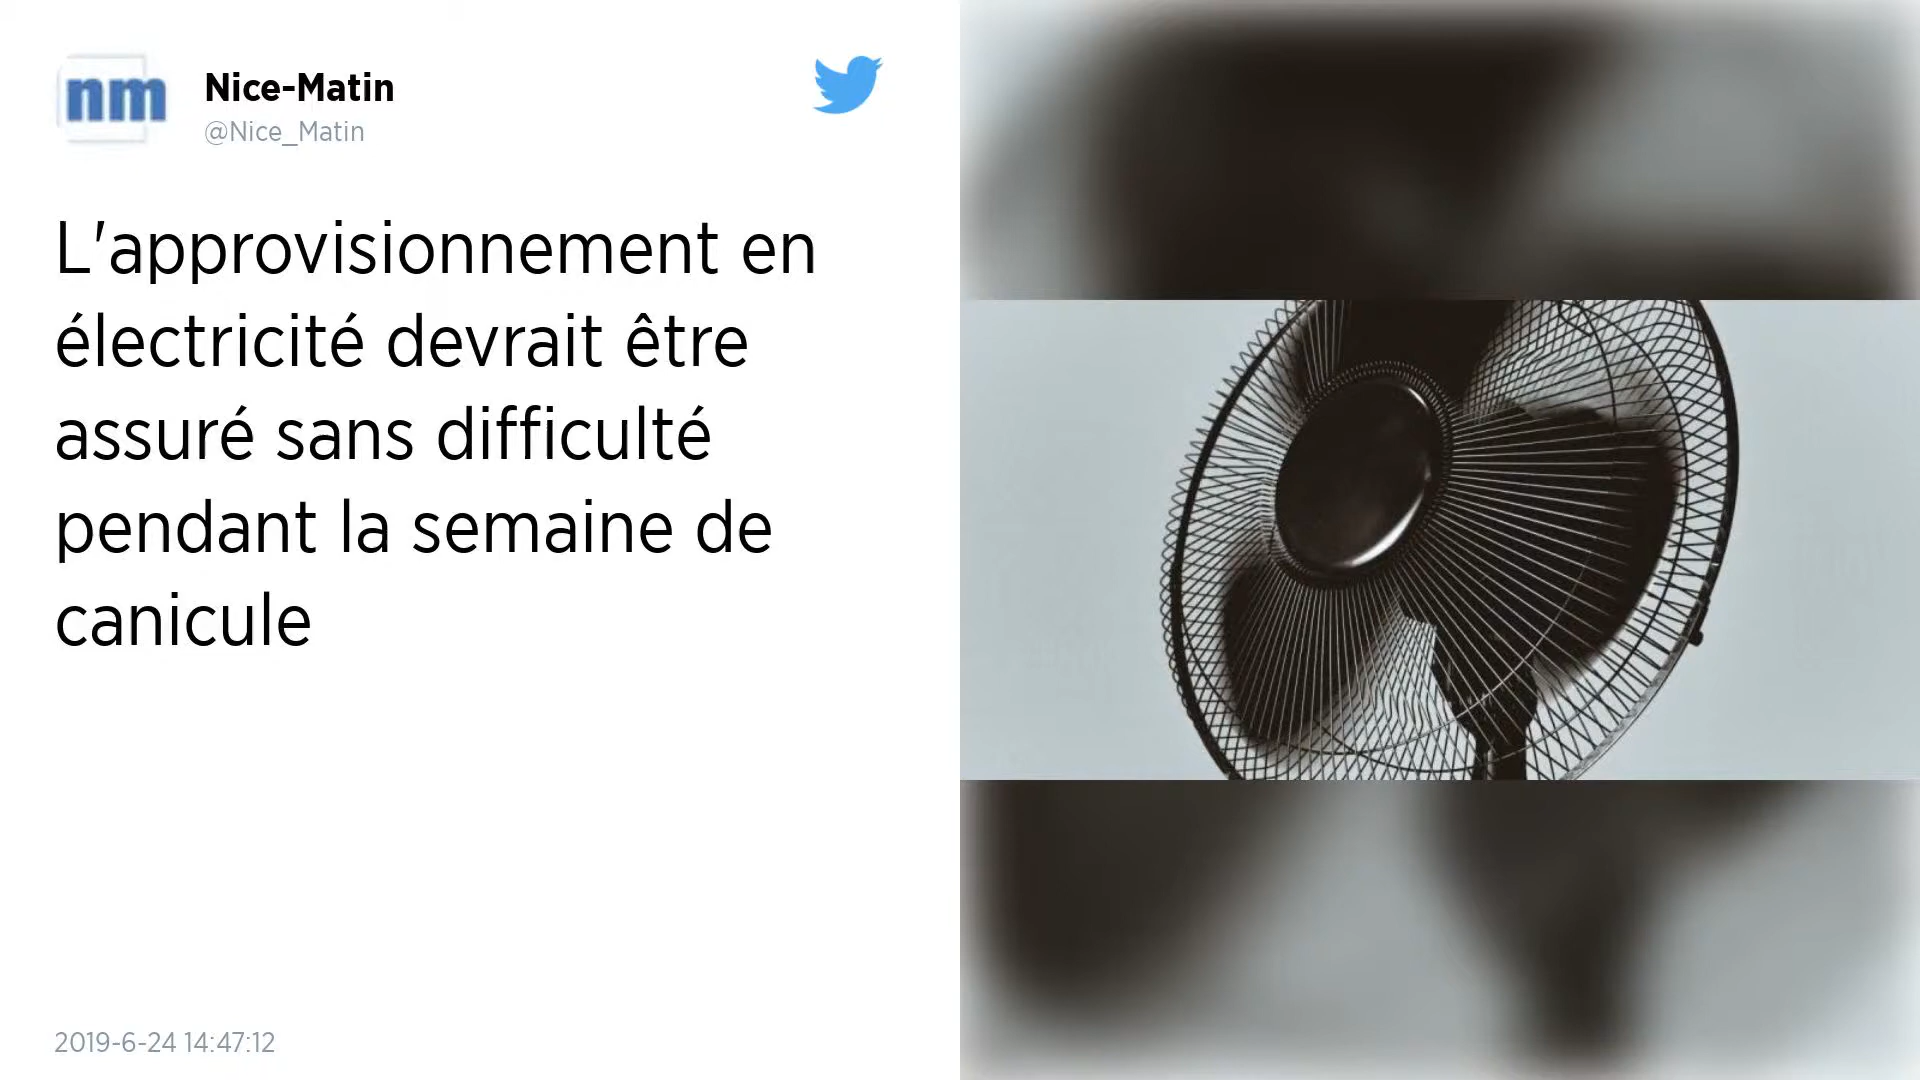 nm
Nice-Matin
@Nice_Matin
L'approvisionnement en
électricité devrait être
assuré sans difficulté
pendant la semaine de
canicule
2019-6-24 14:47:12